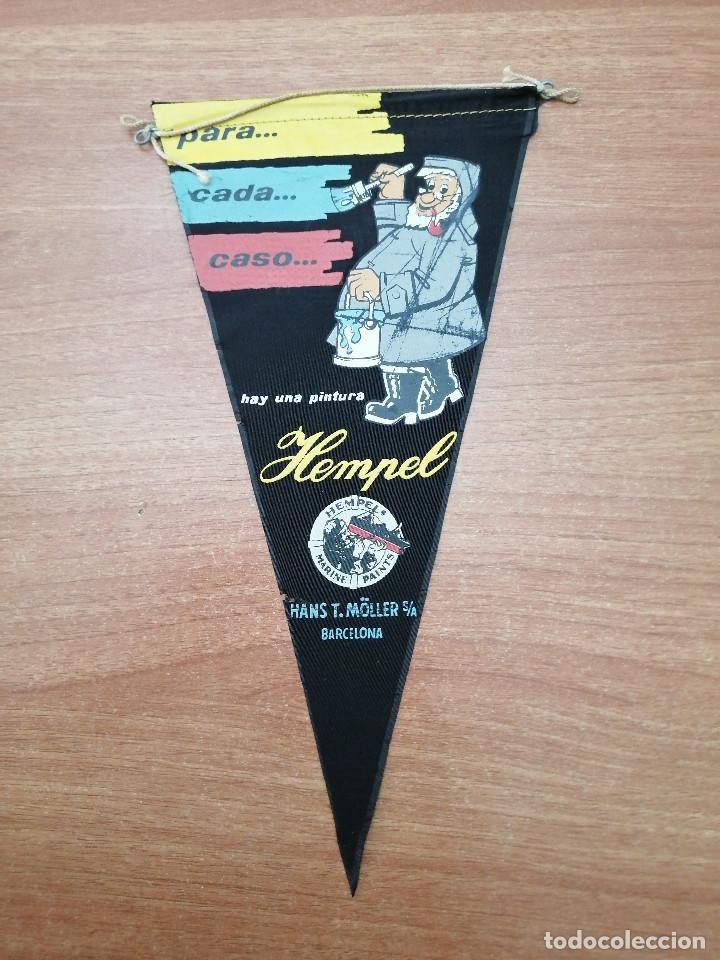 para...
cada...
caso...
hay una pintura
Hempel
HEMPEL'S
MARINE PAINTS
HANS T. MÖLLER S/A
BARCELONA
todocoleccion